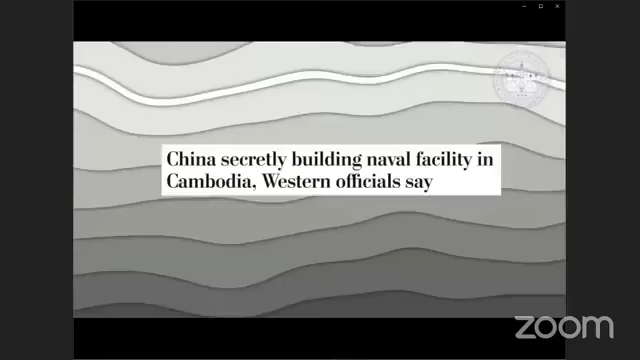 China secretly building naval facility in
Cambodia, Western officials say
zoom